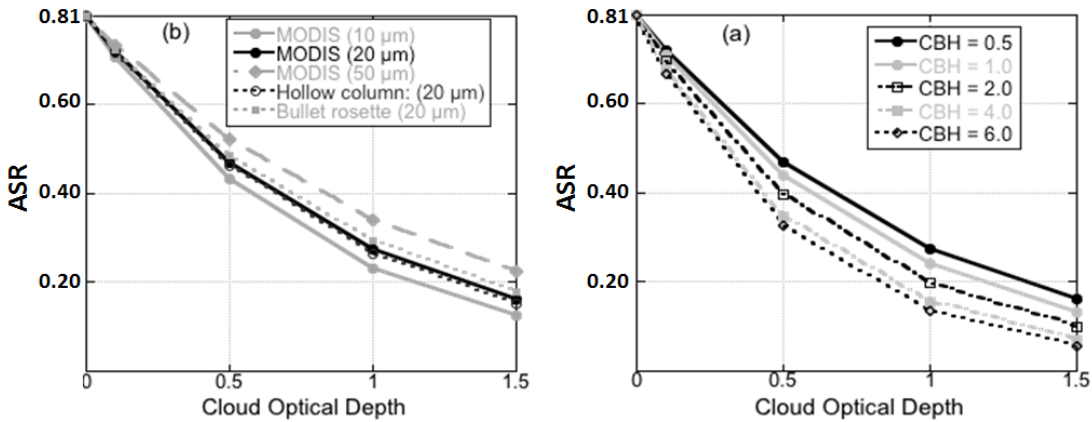 0.81
0.60
0.40
0.20
ASR
(b)
MODIS (10 µm)
MODIS (20 µm)
MODIS (50 µm)
Hollow column: (20 µm)
Bullet rosette (20 µm)
0
0.5
1
1.5
Cloud Optical Depth
0.81
0.60
0.40
0.20
ASR
(a)
CBH = 0.5
CBH = 1.0
CBH = 2.0
CBH = 4.0
CBH = 6.0
0
0.5
1
1.5
Cloud Optical Depth